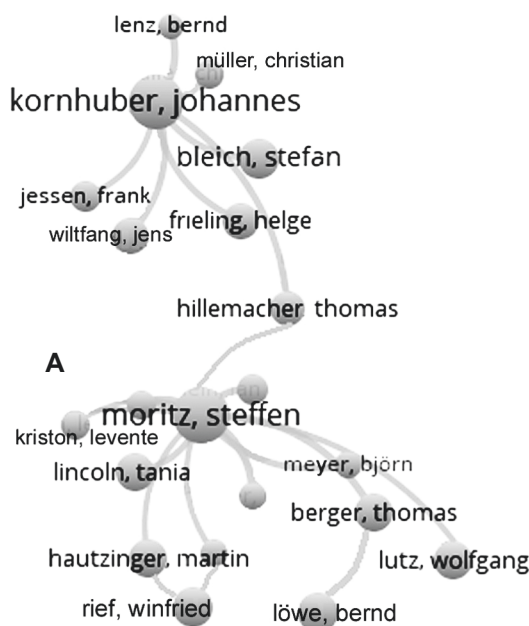 lenz, bernd
müller, christian
kornhuber, johannes
bleich, stefan
jessen, frank
frieling, helge
wiltfang, jens
hillemacher thomas
A
moritz, steffen
kriston, levente
meyer, björn
lincoln, tania
berger, thomas
hautzinger, martin
lutz, wolfgang
rief, winfried
löwe, bernd